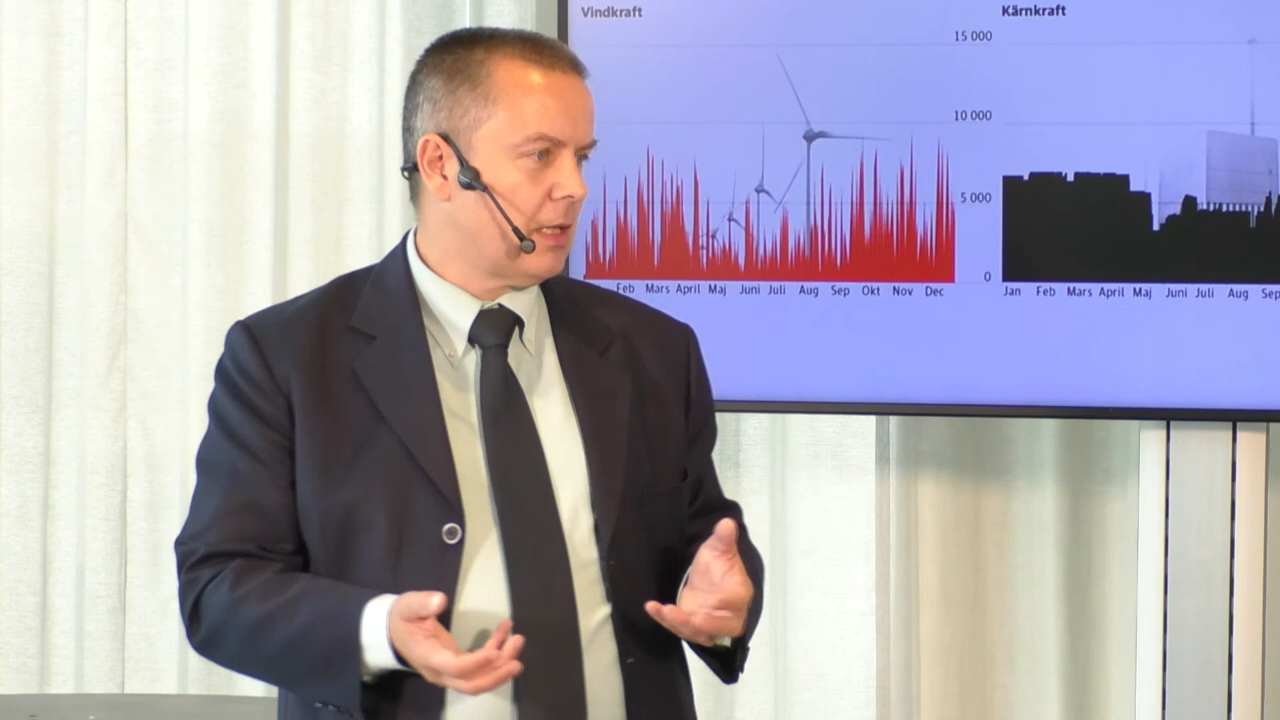 Vindkraft
Kärnkraft
15 000
10 000
5 000
0
Feb Mars April Maj Juni Juli Aug Sep Okt Nov Dec
Jan Feb Mars April Maj Juni Juli Aug Sep